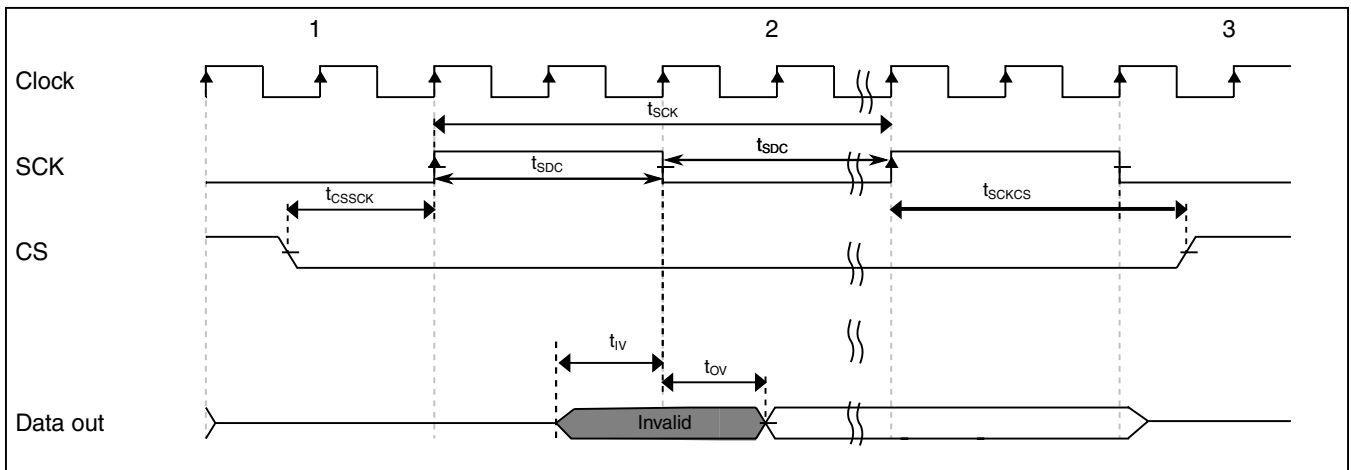 1 2 3
Clock
tSCK
SCK
tSDC
tSDC
tCSSCK
tSCKCS
CS
tIV
tOV
Data out
Invalid